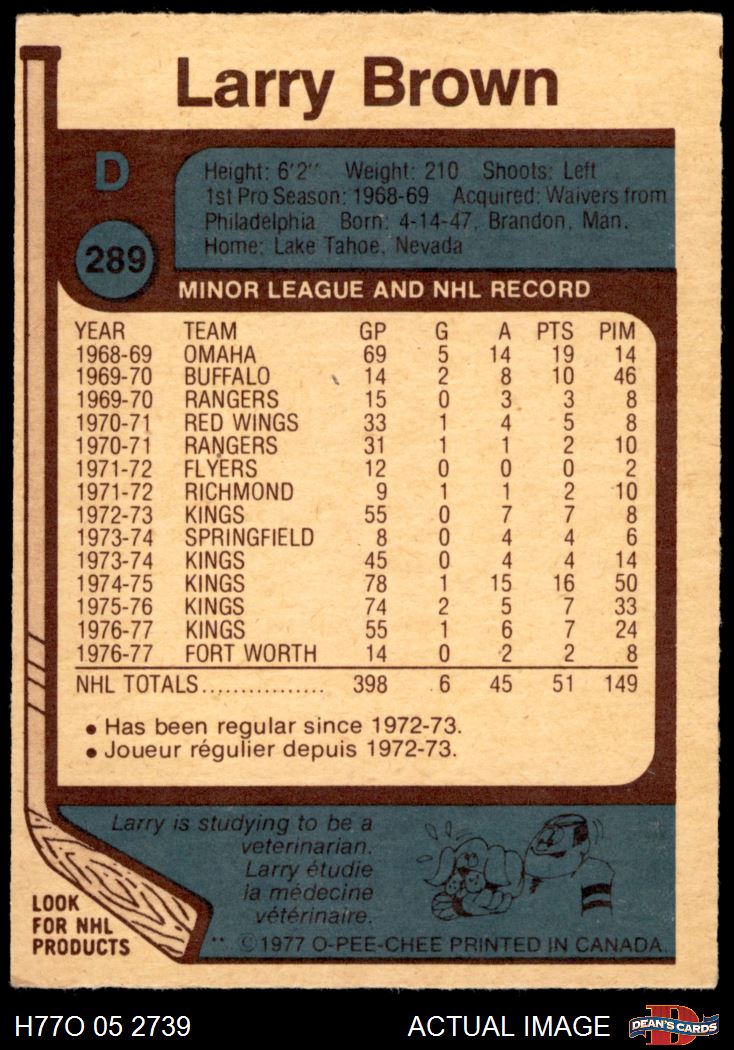 Larry Brown
D
289
Height: 6'2'' Weight: 210 Shoots: Left
1st Pro Season: 1968-69 Acquired: Waivers from
Philadelphia Born: 4-14-47, Brandon, Man.
Home: Lake Tahoe, Nevada
MINOR LEAGUE AND NHL RECORD
YEAR TEAM GP G A PTS PIM
1968-69 OMAHA 69 5 14 19 14
1969-70 BUFFALO 14 2 8 10 46
1969-70 RANGERS 15 0 3 3 8
1970-71 RED WINGS 33 1 4 5 8
1970-71 RANGERS 31 1 1 2 10
1971-72 FLYERS 12 0 0 0 2
1971-72 RICHMOND 9 1 1 2 10
1972-73 KINGS 55 0 7 7 8
1973-74 SPRINGFIELD 8 0 4 4 6
1973-74 KINGS 45 0 4 4 14
1974-75 KINGS 78 1 15 16 50
1975-76 KINGS 74 2 5 7 33
1976-77 KINGS 55 1 6 7 24
1976-77 FORT WORTH 14 0 2 2 8
NHL TOTALS................ 398 6 45 51 149
• Has been regular since 1972-73.
• Joueur régulier depuis 1972-73.
Larry is studying to be a
veterinarian.
Larry étudie
la médecine
vétérinaire.
LOOK
FOR NHL
PRODUCTS
** ©1977 O-PEE-CHEE PRINTED IN CANADA.
H77O 05 2739
ACTUAL IMAGE
D
DEAN'S CARDS